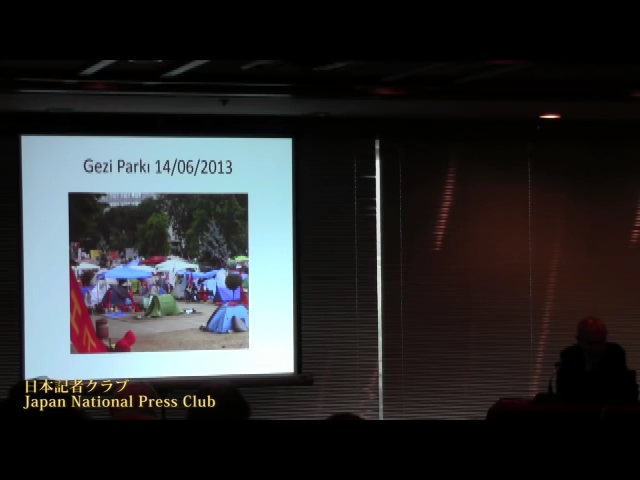 Gezi Parkı 14/06/2013
日本記者クラブ
Japan National Press Club